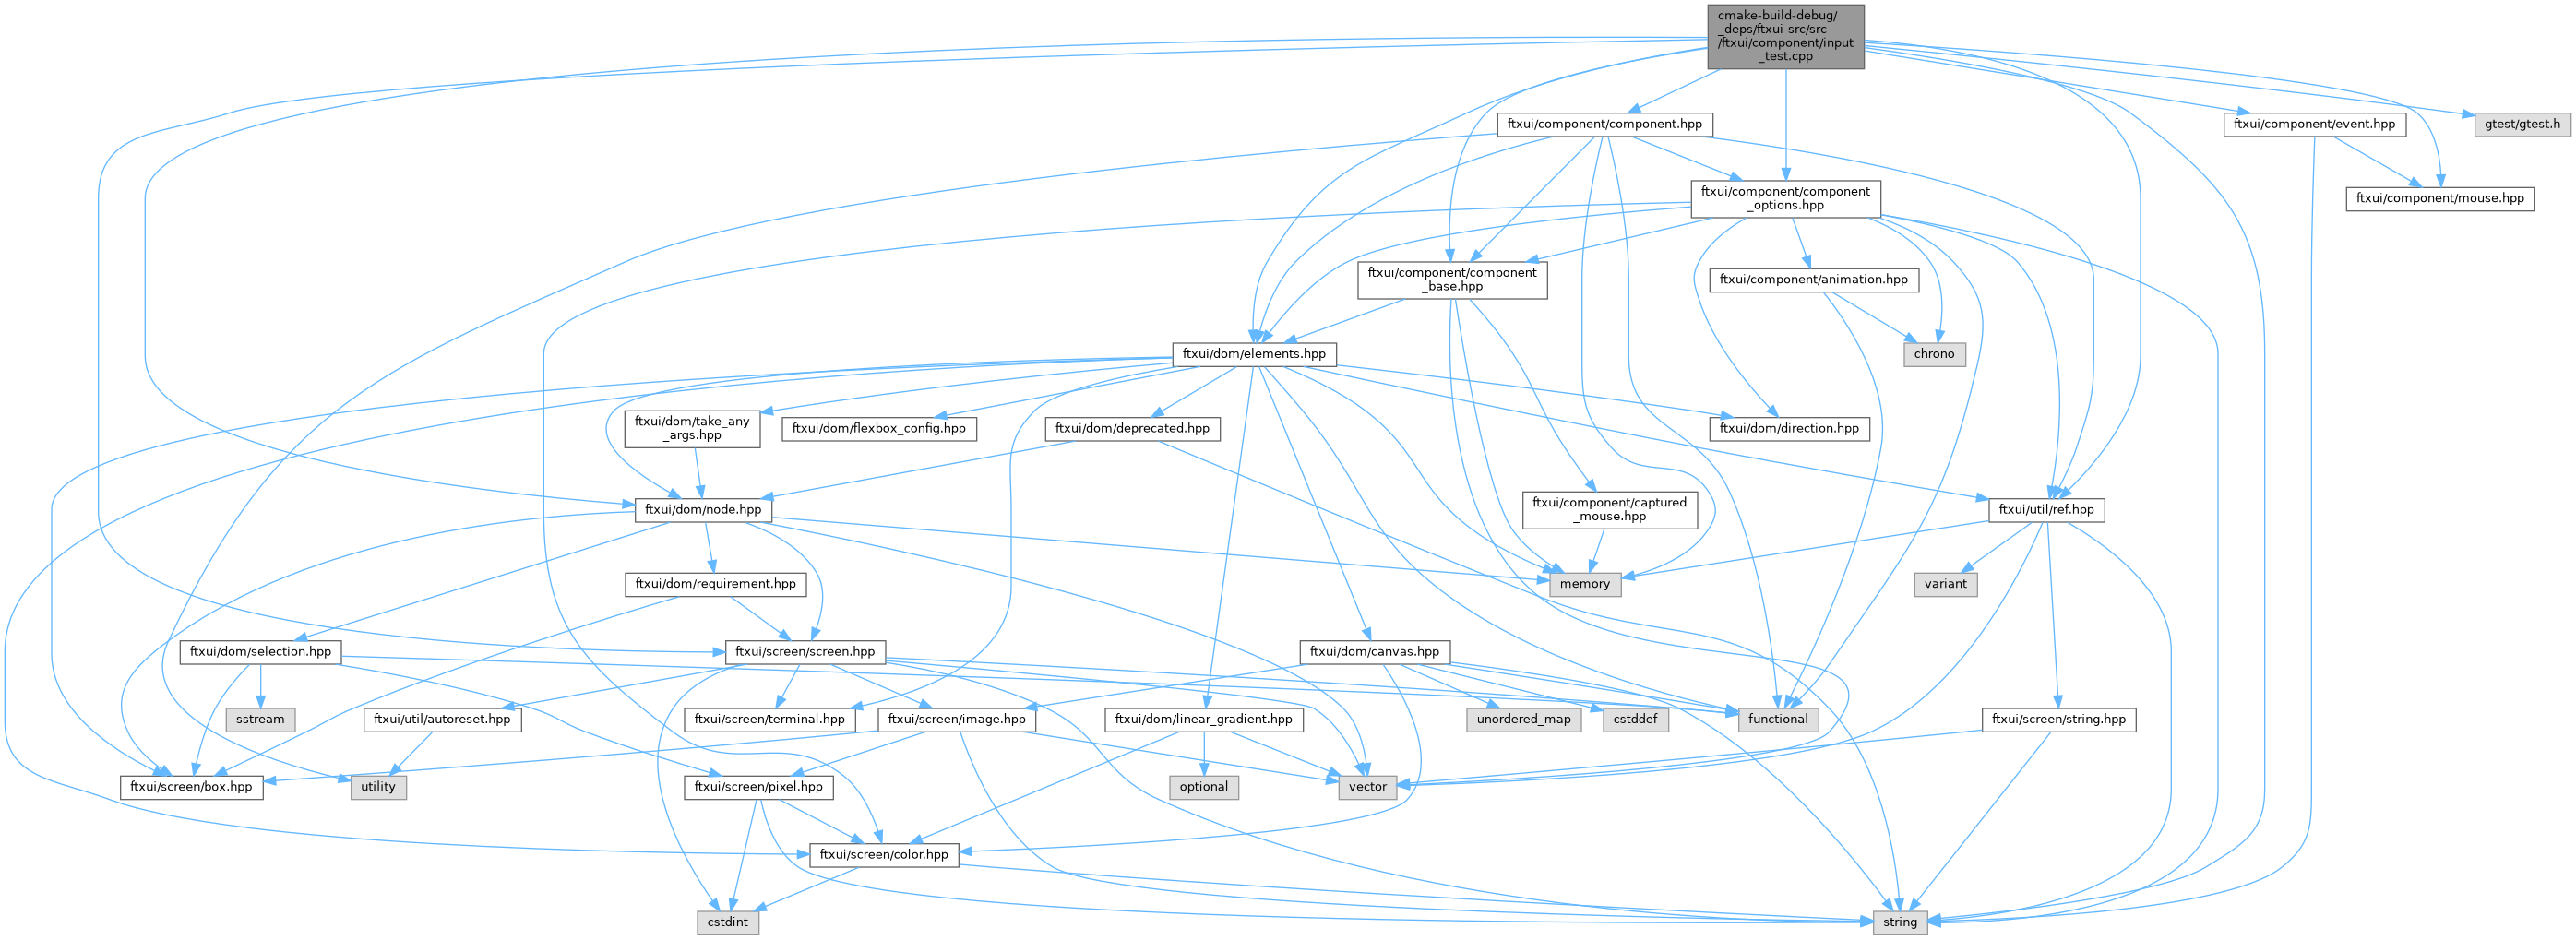 cmake-build-debug/
_deps/ftxui-src/src
/ftxui/component/input
_test.cpp
ftxui/component/component.hpp
ftxui/component/event.hpp
gtest/gtest.h
ftxui/component/component
_options.hpp
ftxui/component/mouse.hpp
ftxui/component/component
_base.hpp
ftxui/component/animation.hpp
ftxui/dom/elements.hpp
chrono
ftxui/dom/take_any
_args.hpp
ftxui/dom/flexbox_config.hpp
ftxui/dom/deprecated.hpp
ftxui/dom/direction.hpp
ftxui/dom/node.hpp
ftxui/component/captured
_mouse.hpp
ftxui/util/ref.hpp
ftxui/dom/requirement.hpp
memory
variant
ftxui/dom/selection.hpp
ftxui/screen/screen.hpp
ftxui/dom/canvas.hpp
sstream
ftxui/util/autoreset.hpp
ftxui/screen/terminal.hpp
ftxui/screen/image.hpp
ftxui/dom/linear_gradient.hpp
unordered_map
cstddef
functional
ftxui/screen/string.hpp
ftxui/screen/box.hpp
utility
ftxui/screen/pixel.hpp
optional
vector
ftxui/screen/color.hpp
cstdint
string